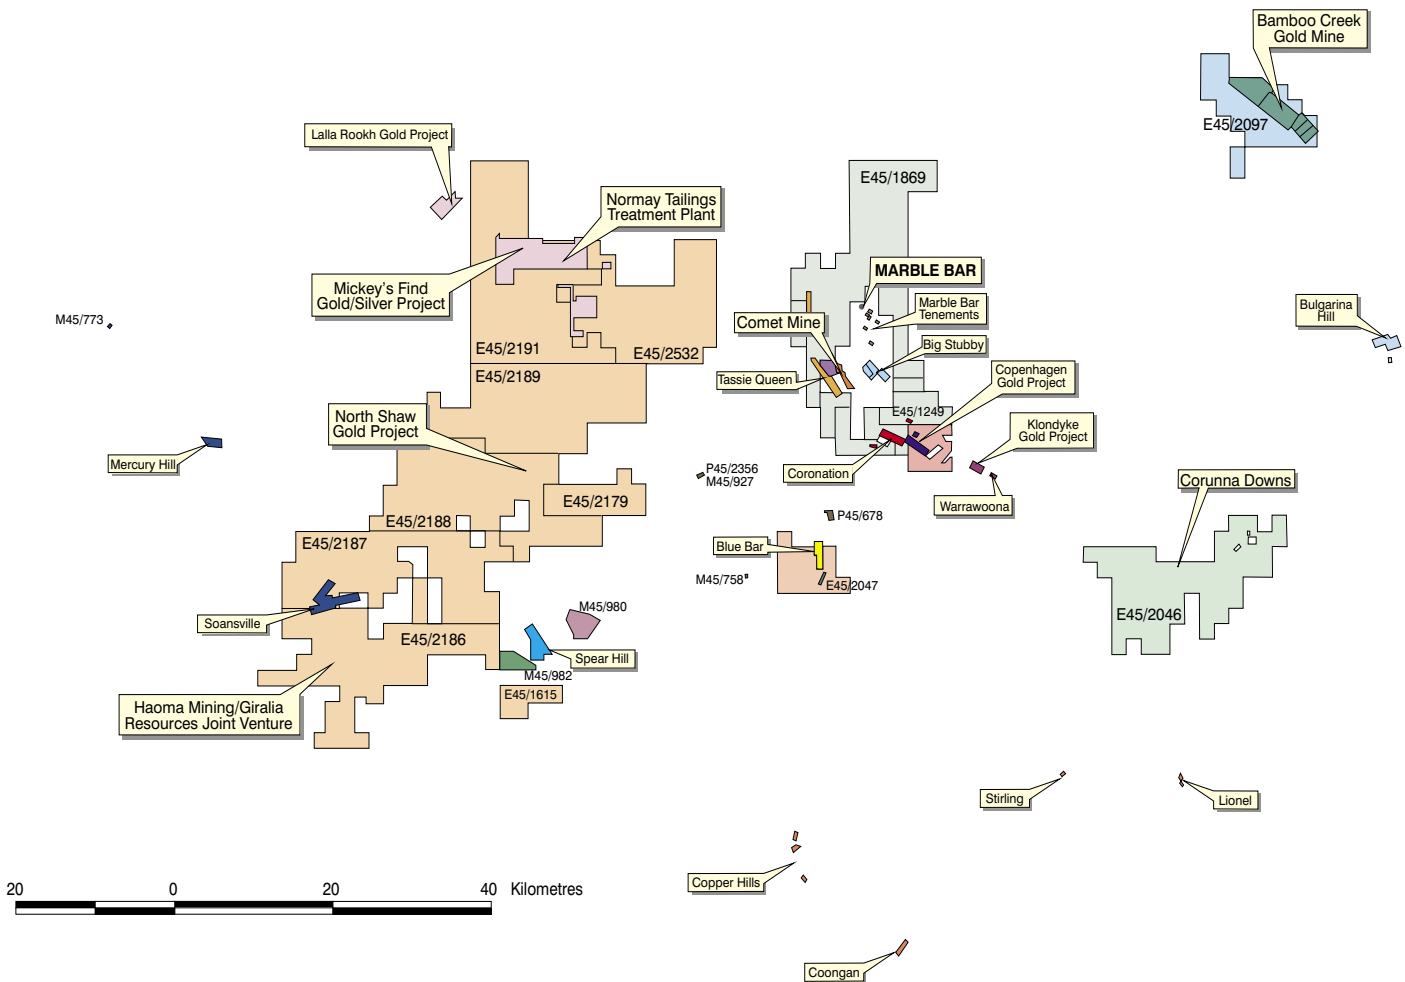 Bamboo Creek
Gold Mine
E45/2097
Lalla Rookh Gold Project
E45/1869
Normay Tailings
Treatment Plant
MARBLE BAR
Mickey's Find
Gold/Silver Project
Marble Bar
Tenements
Bulgarina
Hill
M45/773
Comet Mine
Big Stubby
E45/2191
E45/2532
E45/2189
Tassie Queen
Copenhagen
Gold Project
North Shaw
Gold Project
E45/1249
Klondyke
Gold Project
Mercury Hill
P45/2356
M45/927
Coronation
Corunna Downs
E45/2179
Warrawoona
E45/2188
P45/678
E45/2187
Blue Bar
M45/758
E45/2047
M45/980
E45/2046
Soansville
E45/2186
Spear Hill
M45/982
E45/1615
Haoma Mining/Giralia
Resources Joint Venture
Stirling
Lionel
Copper Hills
20 0 20 40 Kilometres
Coongan